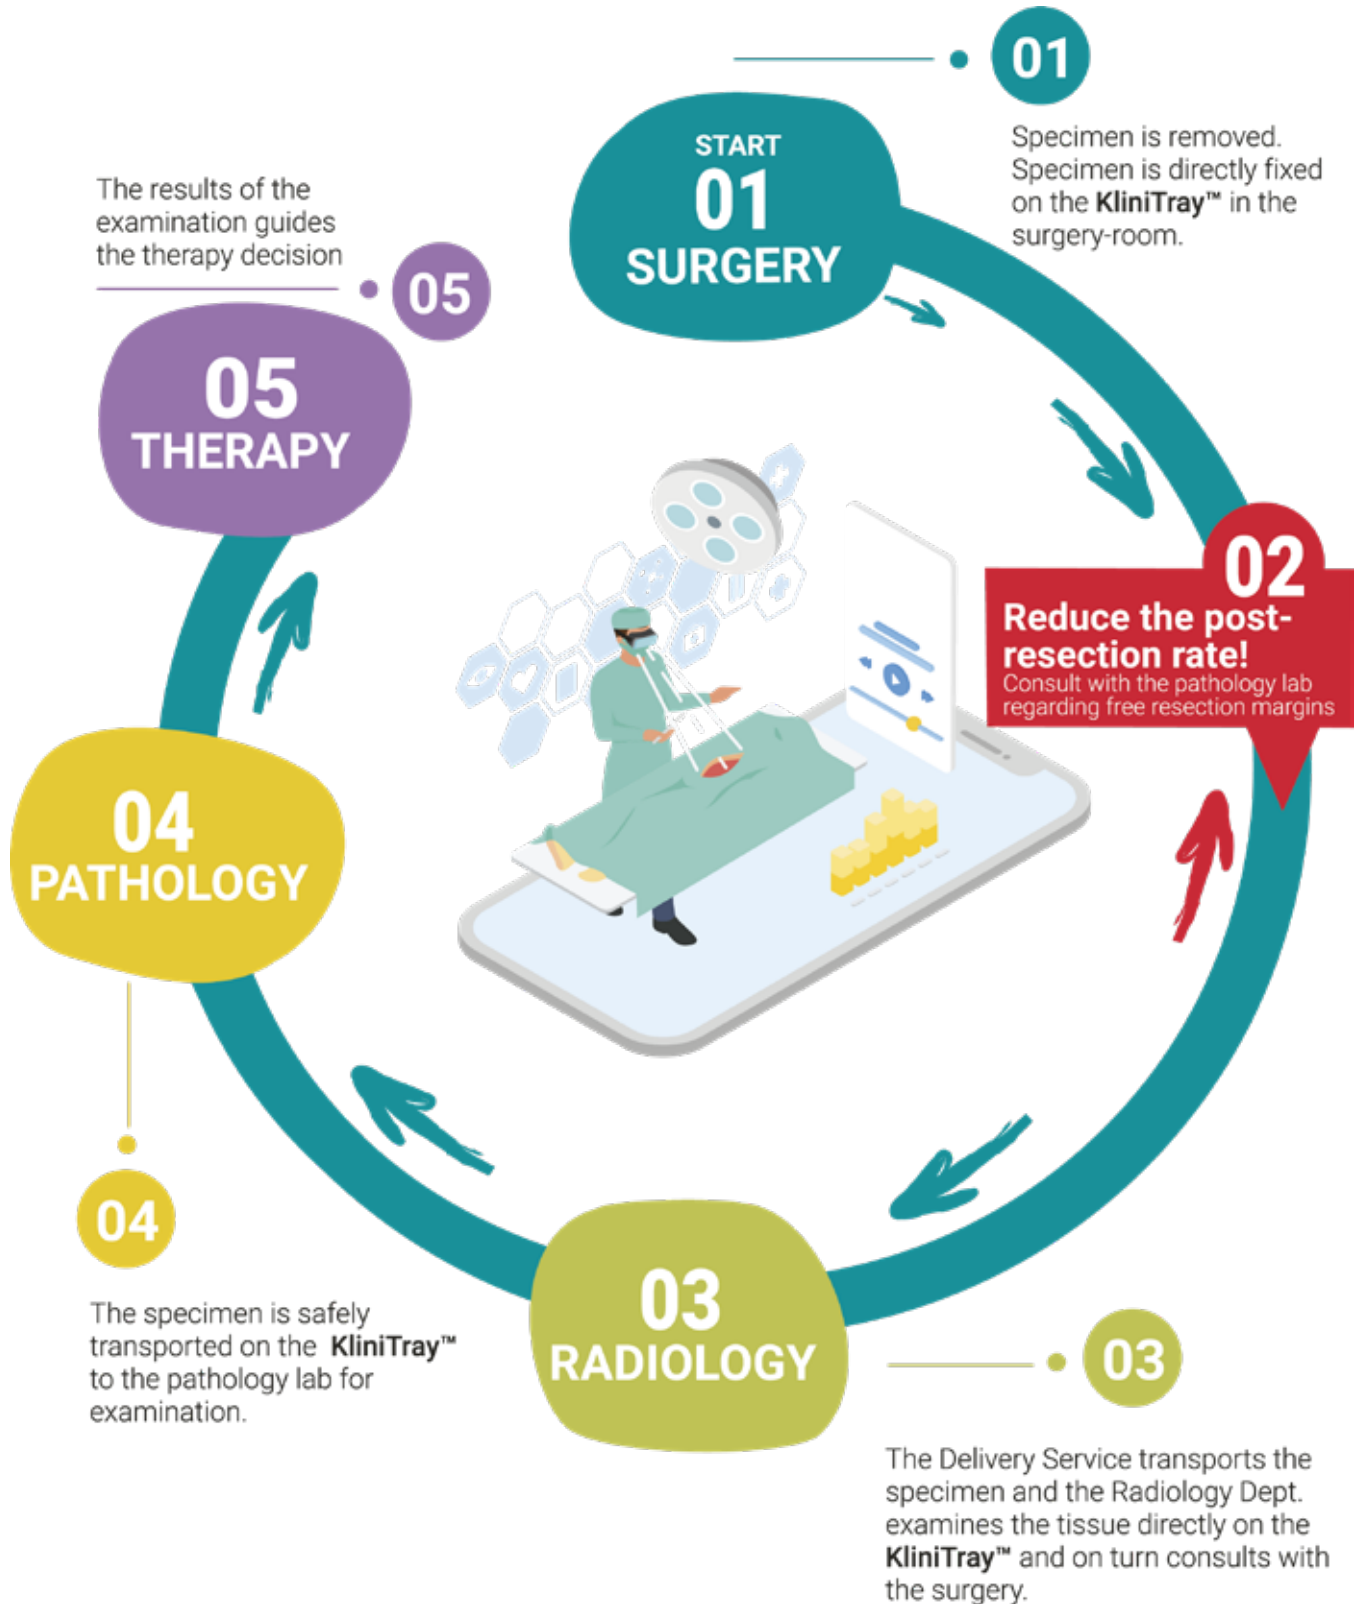 01
Specimen is removed.
Specimen is directly fixed
on the KliniTray™ in the
surgery-room.
START
01
SURGERY
The results of the
examination guides
the therapy decision
05
05
THERAPY
02
Reduce the post-
resection rate!
Consult with the pathology lab
regarding free resection margins
04
PATHOLOGY
04
The specimen is safely
transported on the KliniTray™
to the pathology lab for
examination.
03
RADIOLOGY
03
The Delivery Service transports the
specimen and the Radiology Dept.
examines the tissue directly on the
KliniTray™ and on turn consults with
the surgery.